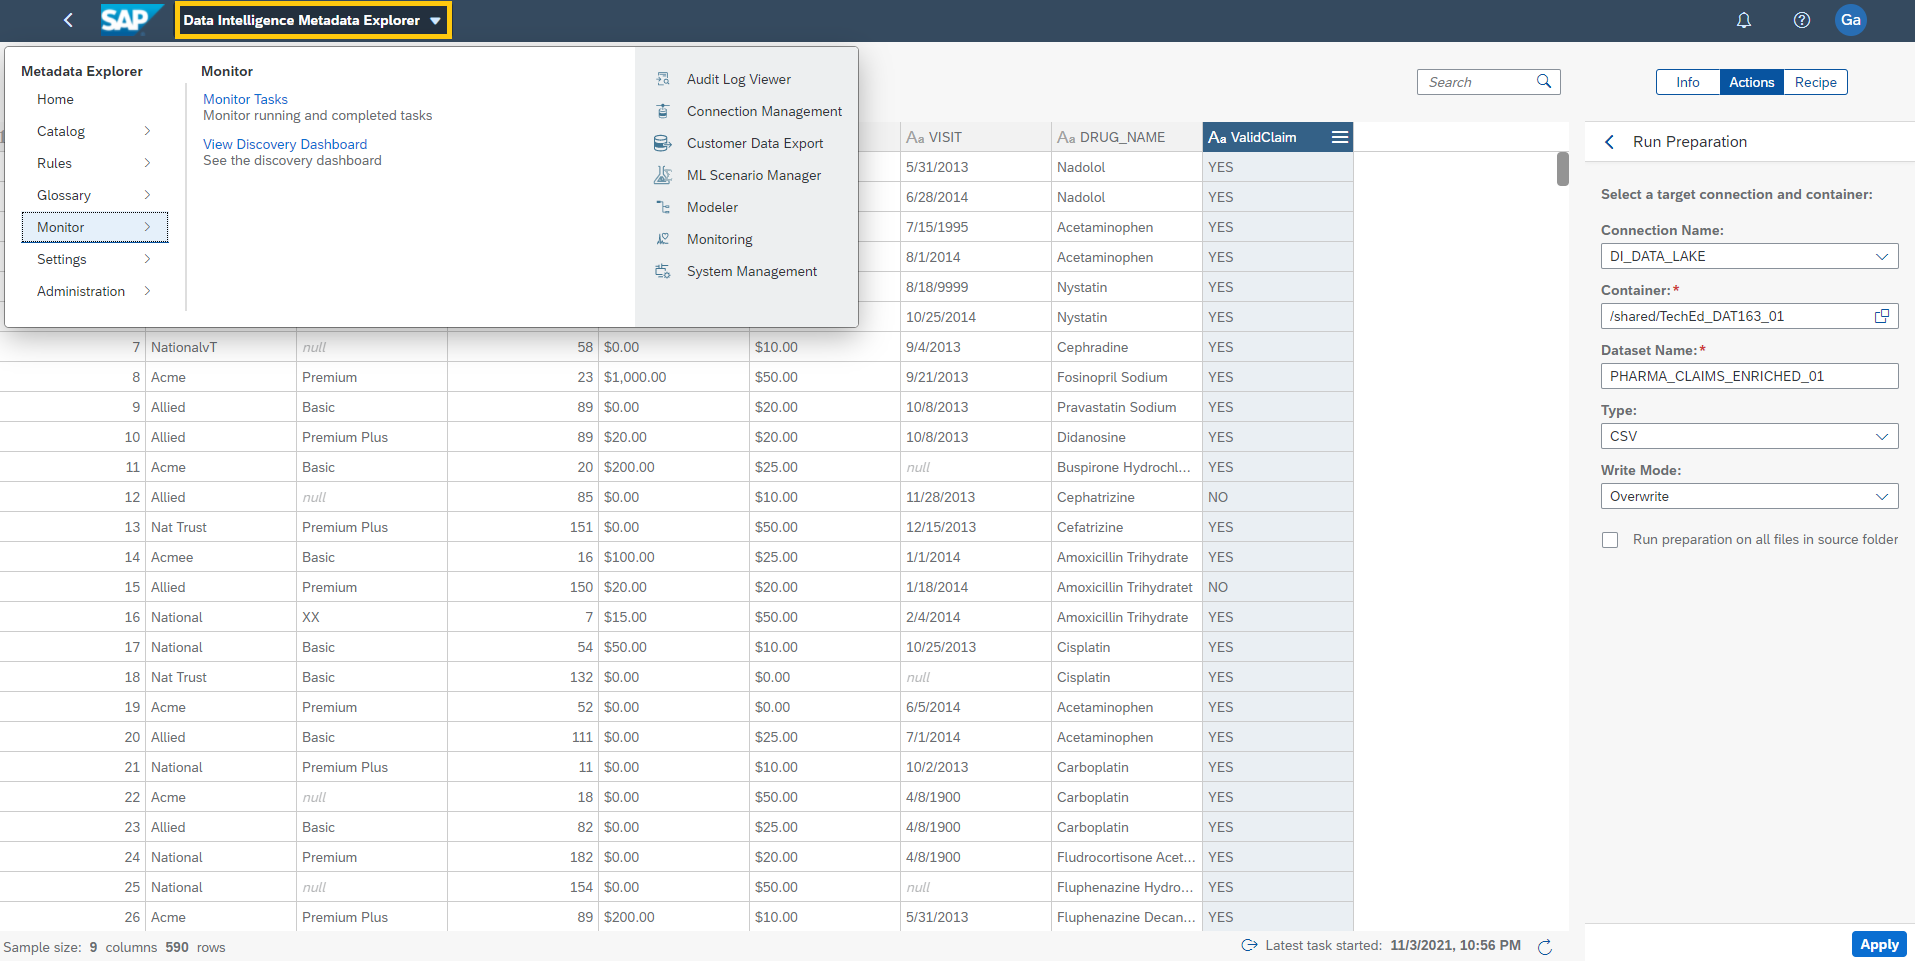 SAP Data Intelligence Metadata Explorer Ga
Metadata Explorer
Home
Catalog
Rules
Glossary
Monitor
Settings
Administration
Monitor
Monitor Tasks
Monitor running and completed tasks
View Discovery Dashboard
See the discovery dashboard
Audit Log Viewer
Connection Management
Customer Data Export
ML Scenario Manager
Modeler
Monitoring
System Management
Search
Info Actions Recipe
Aa VISIT Aa DRUG_NAME Aa ValidClaim
5/31/2013 Nadolol YES
6/28/2014 Nadolol YES
7/15/1995 Acetaminophen YES
8/1/2014 Acetaminophen YES
8/18/9999 Nystatin YES
10/25/2014 Nystatin YES
7 NationalvT null 58 $0.00 $10.00 9/4/2013 Cephradine YES
8 Acme Premium 23 $1,000.00 $50.00 9/21/2013 Fosinopril Sodium YES
9 Allied Basic 89 $0.00 $20.00 10/8/2013 Pravastatin Sodium YES
10 Allied Premium Plus 89 $20.00 $20.00 10/8/2013 Didanosine YES
11 Acme Basic 20 $200.00 $25.00 null Buspirone Hydrochl... YES
12 Allied null 85 $0.00 $10.00 11/28/2013 Cephatrizine NO
13 Nat Trust Premium Plus 151 $0.00 $50.00 12/15/2013 Cefatrizine YES
14 Acmee Basic 16 $100.00 $25.00 1/1/2014 Amoxicillin Trihydrate YES
15 Allied Premium 150 $20.00 $20.00 1/18/2014 Amoxicillin Trihydratet NO
16 National XX 7 $15.00 $50.00 2/4/2014 Amoxicillin Trihydrate YES
17 National Basic 54 $50.00 $10.00 10/25/2013 Cisplatin YES
18 Nat Trust Basic 132 $0.00 $0.00 null Cisplatin YES
19 Acme Premium 52 $0.00 $0.00 6/5/2014 Acetaminophen YES
20 Allied Basic 111 $0.00 $25.00 7/1/2014 Acetaminophen YES
21 National Premium Plus 11 $0.00 $10.00 10/2/2013 Carboplatin YES
22 Acme null 18 $0.00 $50.00 4/8/1900 Carboplatin YES
23 Allied Basic 82 $0.00 $25.00 4/8/1900 Carboplatin YES
24 National Premium 182 $0.00 $20.00 4/8/1900 Fludrocortisone Acet... YES
25 National null 154 $0.00 $50.00 null Fluphenazine Hydro... YES
26 Acme Premium Plus 89 $200.00 $10.00 5/31/2013 Fluphenazine Decan... YES
Sample size: 9 columns 590 rows
Latest task started: 11/3/2021, 10:56 PM
Run Preparation
Select a target connection and container:
Connection Name:
DI_DATA_LAKE
Container:*
/shared/TechEd_DAT163_01
Dataset Name:*
PHARMA_CLAIMS_ENRICHED_01
Type:
CSV
Write Mode:
Overwrite
Run preparation on all files in source folder
Apply